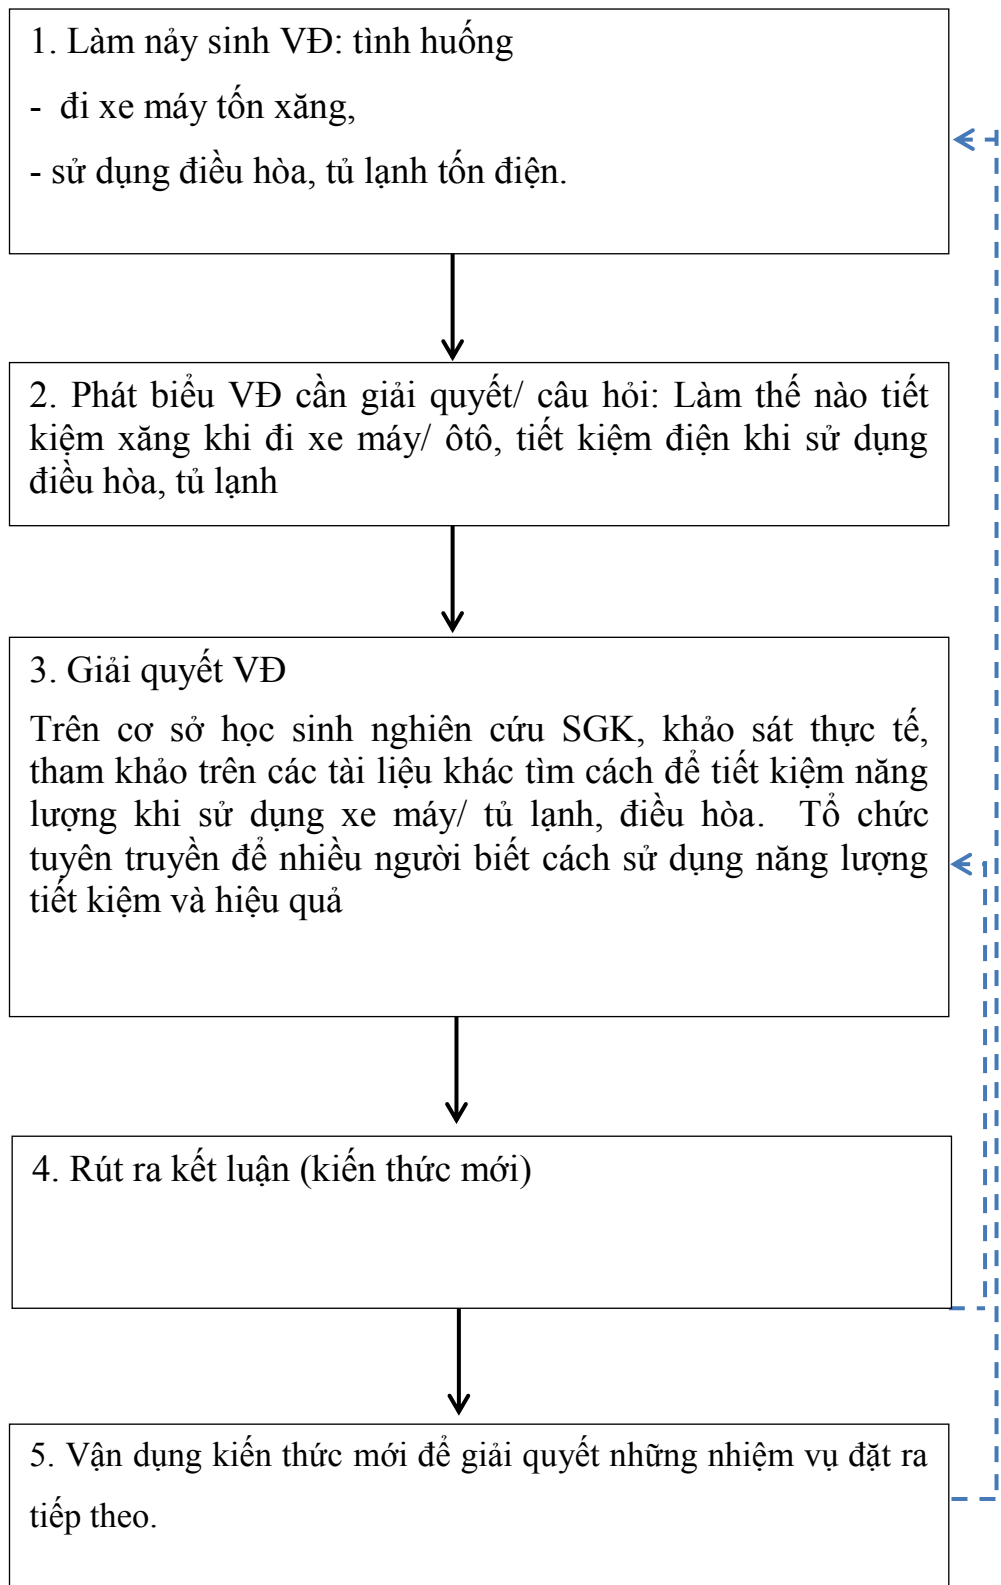 1. Làm nảy sinh VĐ: tình huống
- đi xe máy tốn xăng,
- sử dụng điều hòa, tủ lạnh tốn điện.
2. Phát biểu VĐ cần giải quyết/ câu hỏi: Làm thế nào tiết
kiệm xăng khi đi xe máy/ ôtô, tiết kiệm điện khi sử dụng
điều hòa, tủ lạnh
3. Giải quyết VĐ
Trên cơ sở học sinh nghiên cứu SGK, khảo sát thực tế,
tham khảo trên các tài liệu khác tìm cách để tiết kiệm năng
lượng khi sử dụng xe máy/ tủ lạnh, điều hòa. Tổ chức
tuyên truyền để nhiều người biết cách sử dụng năng lượng
tiết kiệm và hiệu quả
4. Rút ra kết luận (kiến thức mới)
5. Vận dụng kiến thức mới để giải quyết những nhiệm vụ đặt ra
tiếp theo.